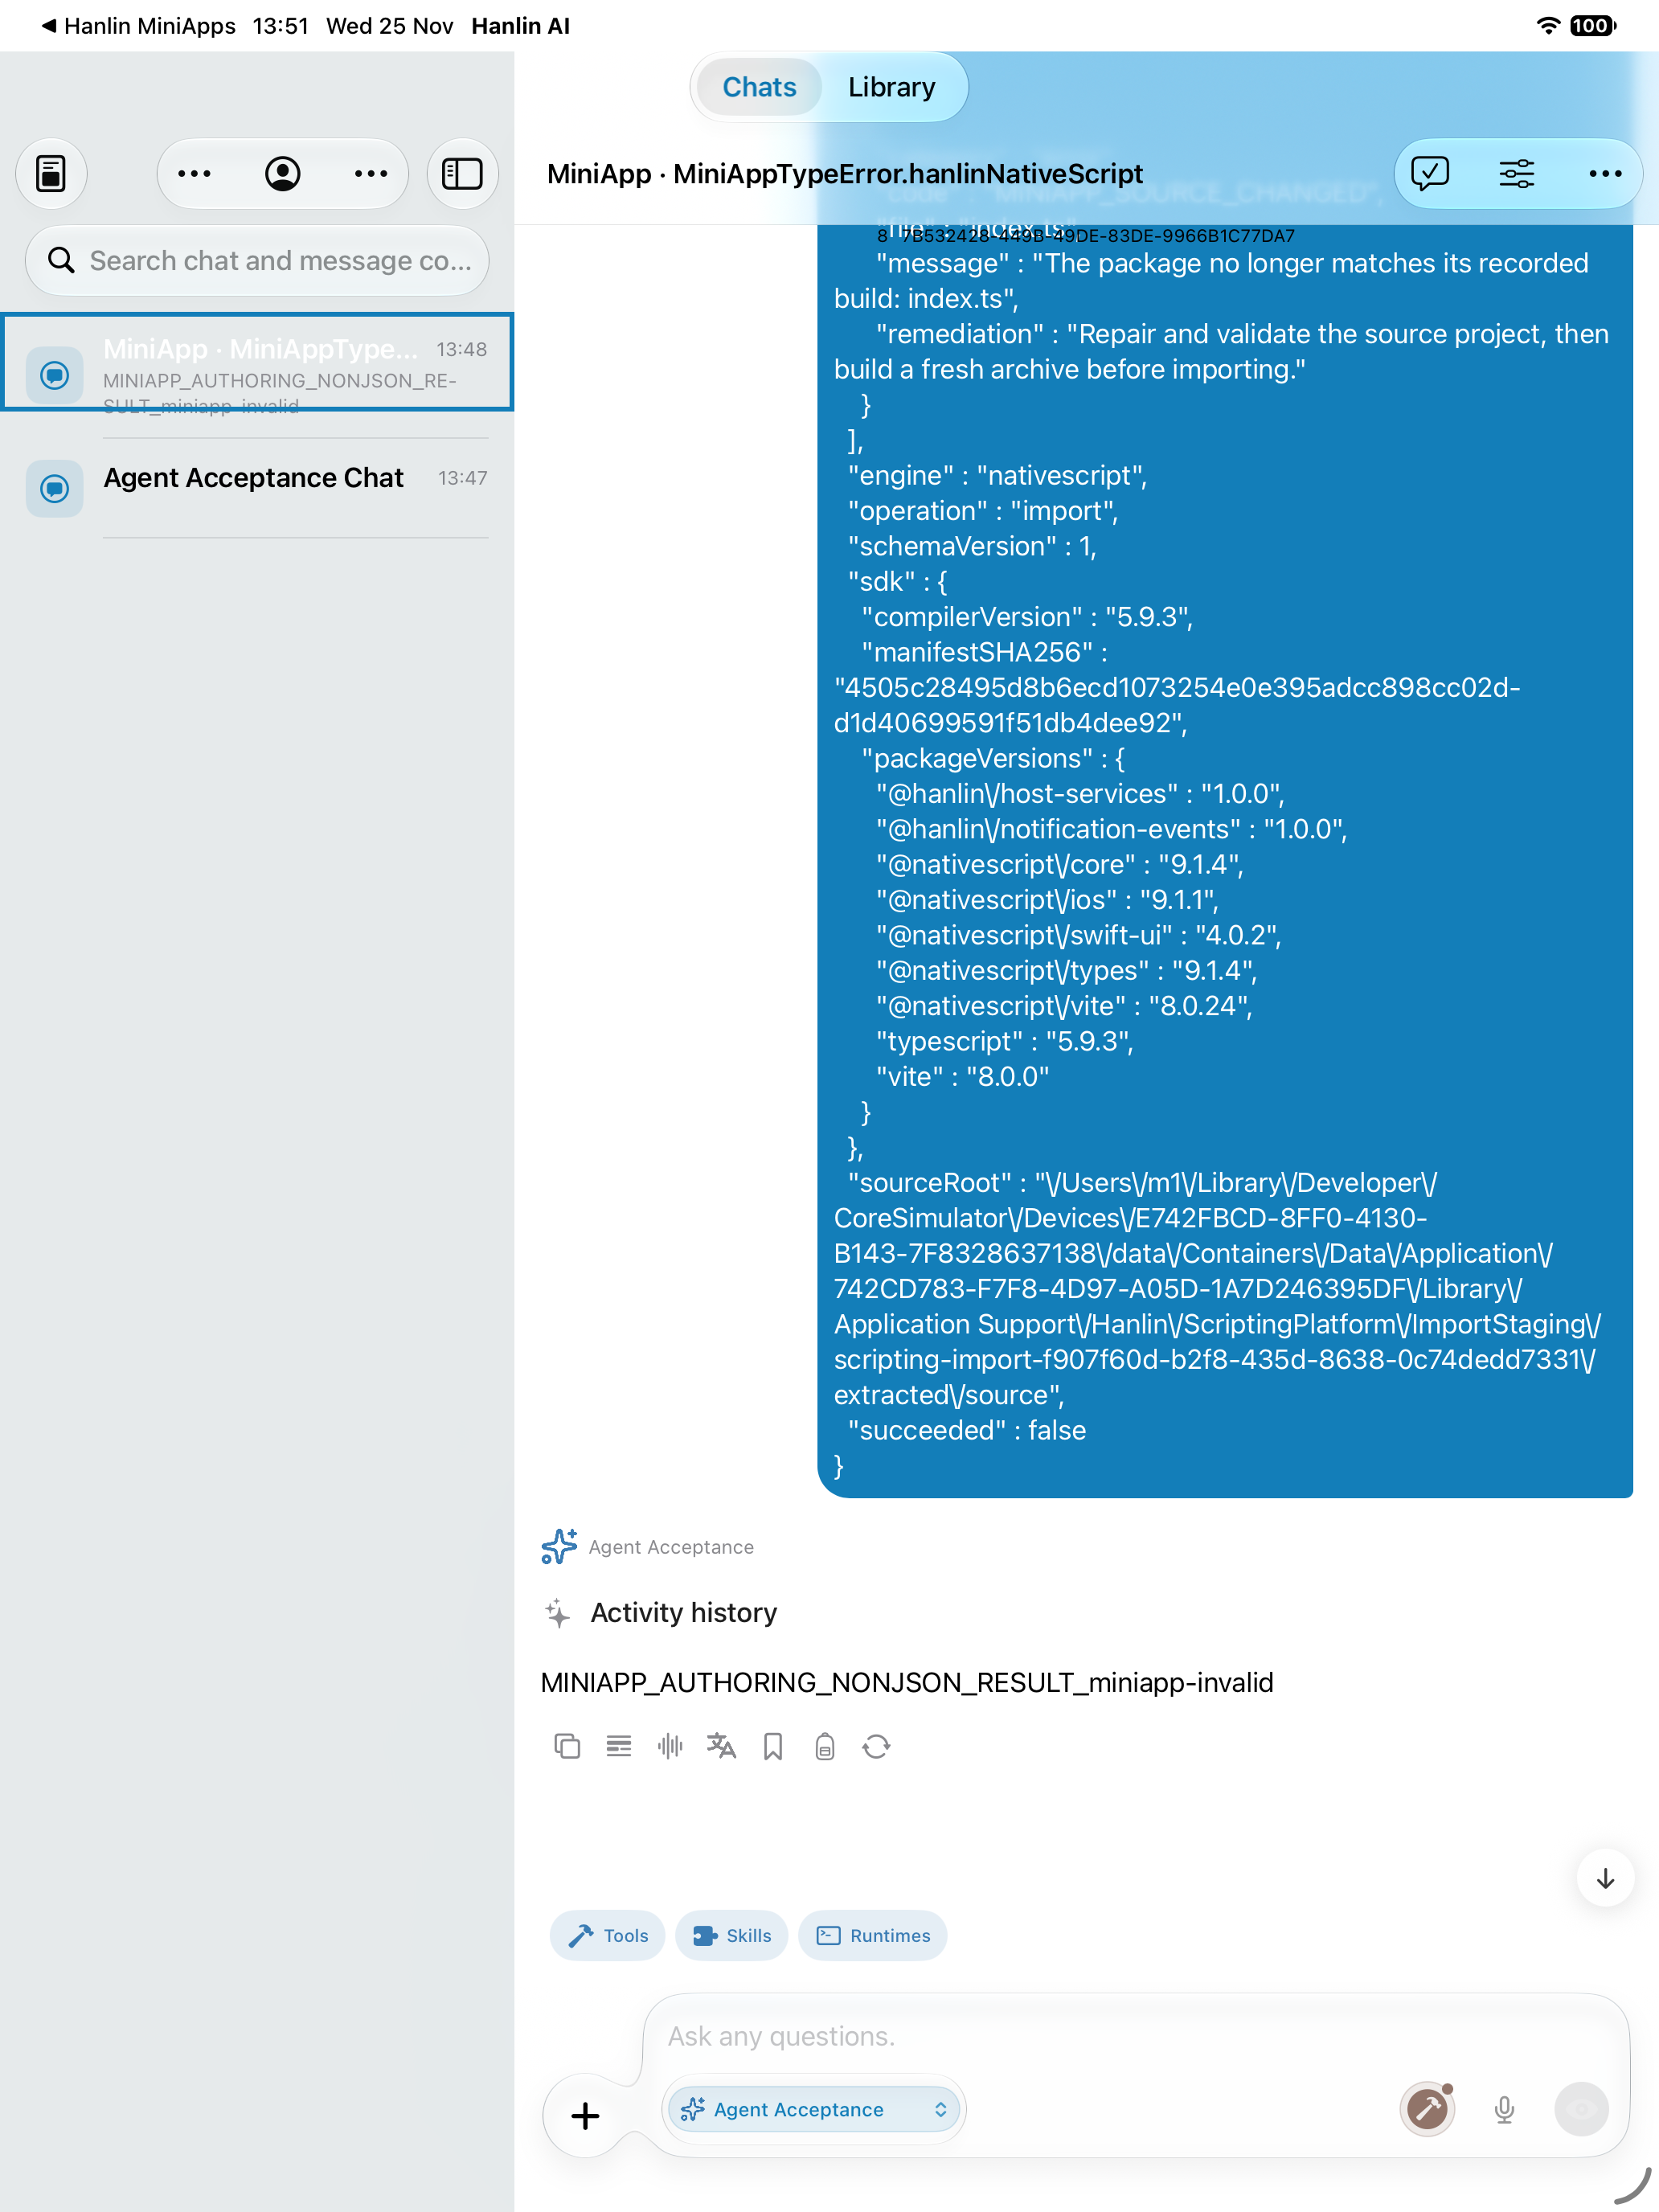 Hanlin MiniApps 13:51 Wed 25 Nov Hanlin AI
100
Chats Library
MiniApp · MiniAppTypeError.hanlinNativeScript
Search chat and message co...
MiniApp · MiniAppType... 13:48
MINIAPP_AUTHORING_NONJSON_RE-
SULT_miniapp-invalid
Agent Acceptance Chat 13:47
"code" : "MINIAPP_SOURCE_CHANGED",
"file" : "index.ts",
8 7B532428-449B-49DE-83DE-9966B1C77DA7
"message" : "The package no longer matches its recorded
build: index.ts",
"remediation" : "Repair and validate the source project, then
build a fresh archive before importing."
}
],
"engine" : "nativescript",
"operation" : "import",
"schemaVersion" : 1,
"sdk" : {
"compilerVersion" : "5.9.3",
"manifestSHA256" :
"4505c28495d8b6ecd1073254e0e395adcc898cc02d-
d1d40699591f51db4dee92",
"packageVersions" : {
"@hanlin\/host-services" : "1.0.0",
"@hanlin\/notification-events" : "1.0.0",
"@nativescript\/core" : "9.1.4",
"@nativescript\/ios" : "9.1.1",
"@nativescript\/swift-ui" : "4.0.2",
"@nativescript\/types" : "9.1.4",
"@nativescript\/vite" : "8.0.24",
"typescript" : "5.9.3",
"vite" : "8.0.0"
}
},
"sourceRoot" : "\/Users\/m1\/Library\/Developer\/
CoreSimulator\/Devices\/E742FBCD-8FF0-4130-
B143-7F8328637138\/data\/Containers\/Data\/Application\/
742CD783-F7F8-4D97-A05D-1A7D246395DF\/Library\/
Application Support\/Hanlin\/ScriptingPlatform\/ImportStaging\/
scripting-import-f907f60d-b2f8-435d-8638-0c74dedd7331\/
extracted\/source",
"succeeded" : false
}
Agent Acceptance
Activity history
MINIAPP_AUTHORING_NONJSON_RESULT_miniapp-invalid
Tools Skills Runtimes
Ask any questions.
Agent Acceptance